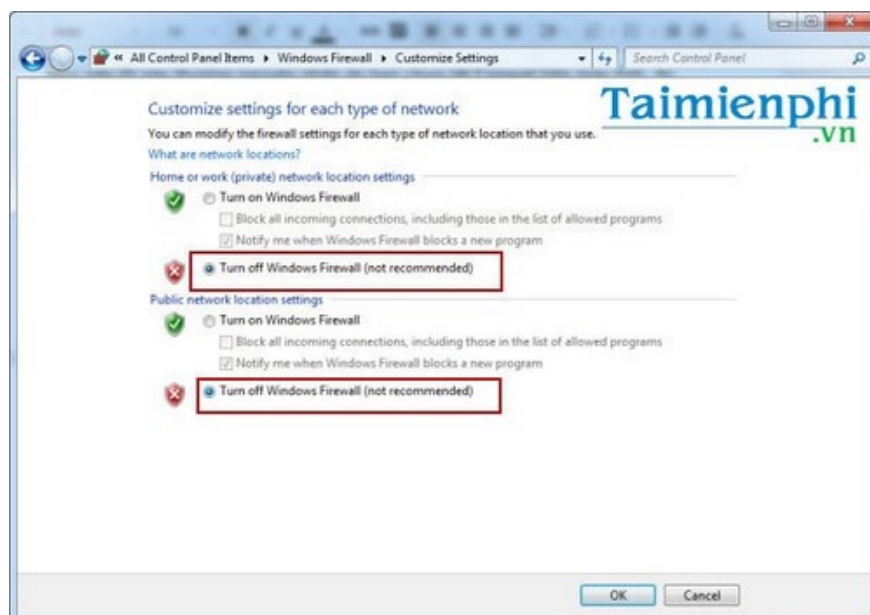 « All Control Panel Items ▸ Windows Firewall ▸ Customize Settings
Search Control Panel
Taimienphi
.vn
Customize settings for each type of network
You can modify the firewall settings for each type of network location that you use.
What are network locations?
Home or work (private) network location settings
Turn on Windows Firewall
Block all incoming connections, including those in the list of allowed programs
Notify me when Windows Firewall blocks a new program
Turn off Windows Firewall (not recommended)
Public network location settings
Turn on Windows Firewall
Block all incoming connections, including those in the list of allowed programs
Notify me when Windows Firewall blocks a new program
Turn off Windows Firewall (not recommended)
OK
Cancel